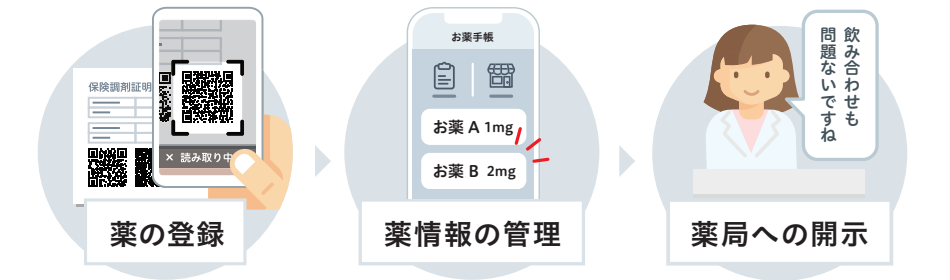 保険調剤証明
× 読み取り中
薬の登録
お薬手帳
お薬 A 1mg
お薬 B 2mg
薬情報の管理
飲み合わせも
問題ないですね
薬局への開示